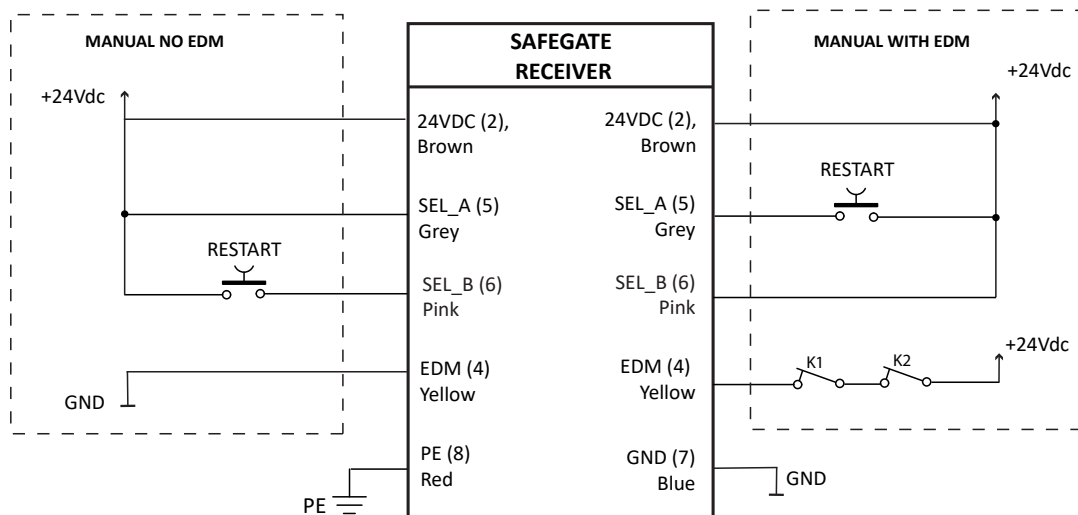 MANUAL NO EDM
+24Vdc
RESTART
GND
SAFEGATE
RECEIVER
24VDC (2),
Brown
SEL_A (5)
Grey
SEL_B (6)
Pink
EDM (4)
Yellow
PE (8)
Red
PE
24VDC (2),
Brown
SEL_A (5)
Grey
SEL_B (6)
Pink
EDM (4)
Yellow
GND (7)
Blue
MANUAL WITH EDM
+24Vdc
RESTART
K1
K2
+24Vdc
GND